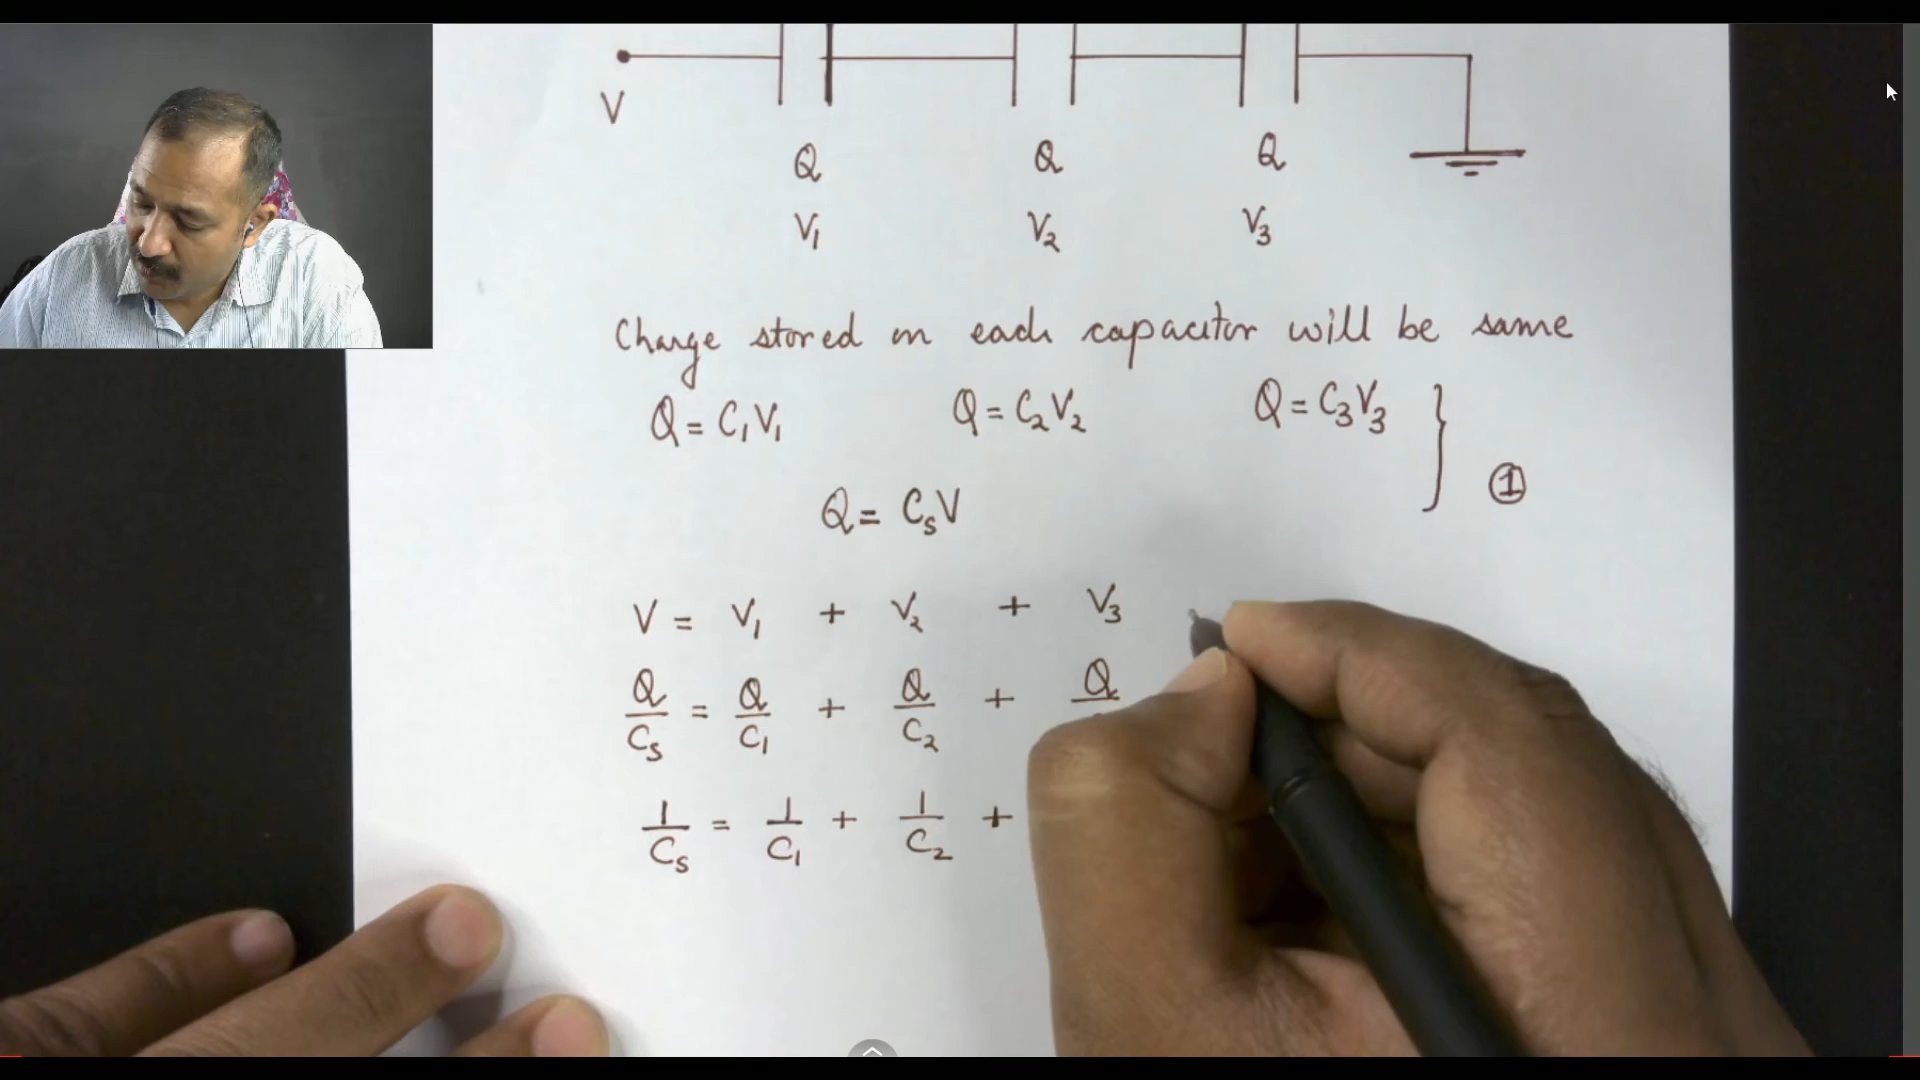 V
Q Q Q
V₁ V₂ V₃
Charge stored on each capacitor will be same
Q = C₁V₁ Q = C₂V₂ Q = C₃V₃ }
①
Q = CₛV
V = V₁ + V₂ + V₃
Q/Cₛ = Q/C₁ + Q/C₂ + Q
1/Cₛ = 1/C₁ + 1/C₂ +